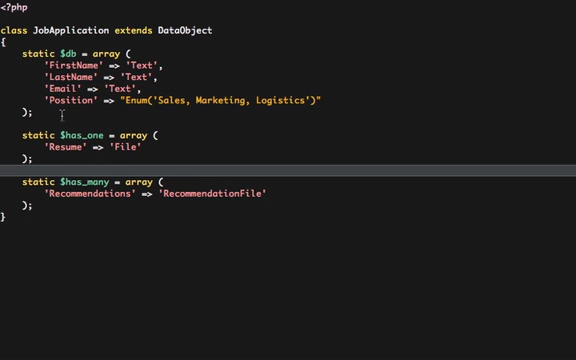 <?php
class JobApplication extends DataObject
{
static $db = array (
'FirstName' => 'Text',
'LastName' => 'Text',
'Email' => 'Text',
'Position' => "Enum('Sales, Marketing, Logistics')"
);
static $has_one = array (
'Resume' => 'File'
);
static $has_many = array (
'Recommendations' => 'RecommendationFile'
);
}